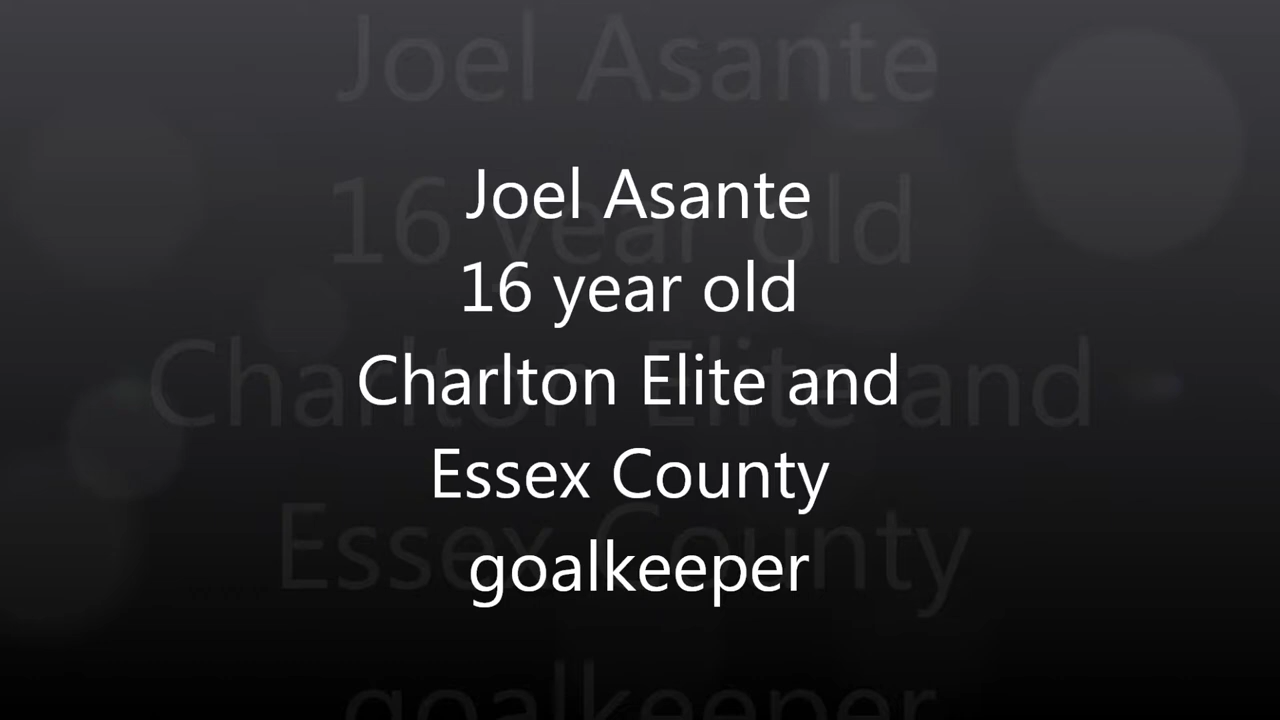 Joel Asante
16 year old
Charlton Elite and
Essex County
goalkeeper